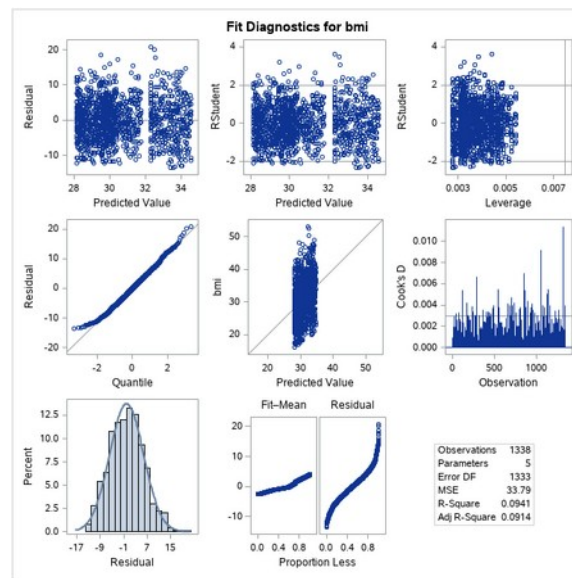 Fit Diagnostics for bmi
Residual
20
10
0
-10
28 30 32 34
Predicted Value
RStudent
4
2
0
-2
28 30 32 34
Predicted Value
RStudent
4
2
0
-2
0.003 0.005 0.007
Leverage
Residual
20
10
0
-10
-20
-2 0 2
Quantile
bmi
50
40
30
20
20 30 40 50
Predicted Value
Cook's D
0.010
0.008
0.006
0.004
0.002
0.000
0 500 1000
Observation
Percent
12.5
10.0
7.5
5.0
2.5
0.0
-17 -9 -1 7 15
Residual
Fit–Mean Residual
20
10
0
-10
0.0 0.4 0.8 0.0 0.4 0.8
Proportion Less
Observations 1338
Parameters 5
Error DF 1333
MSE 33.79
R-Square 0.0941
Adj R-Square 0.0914